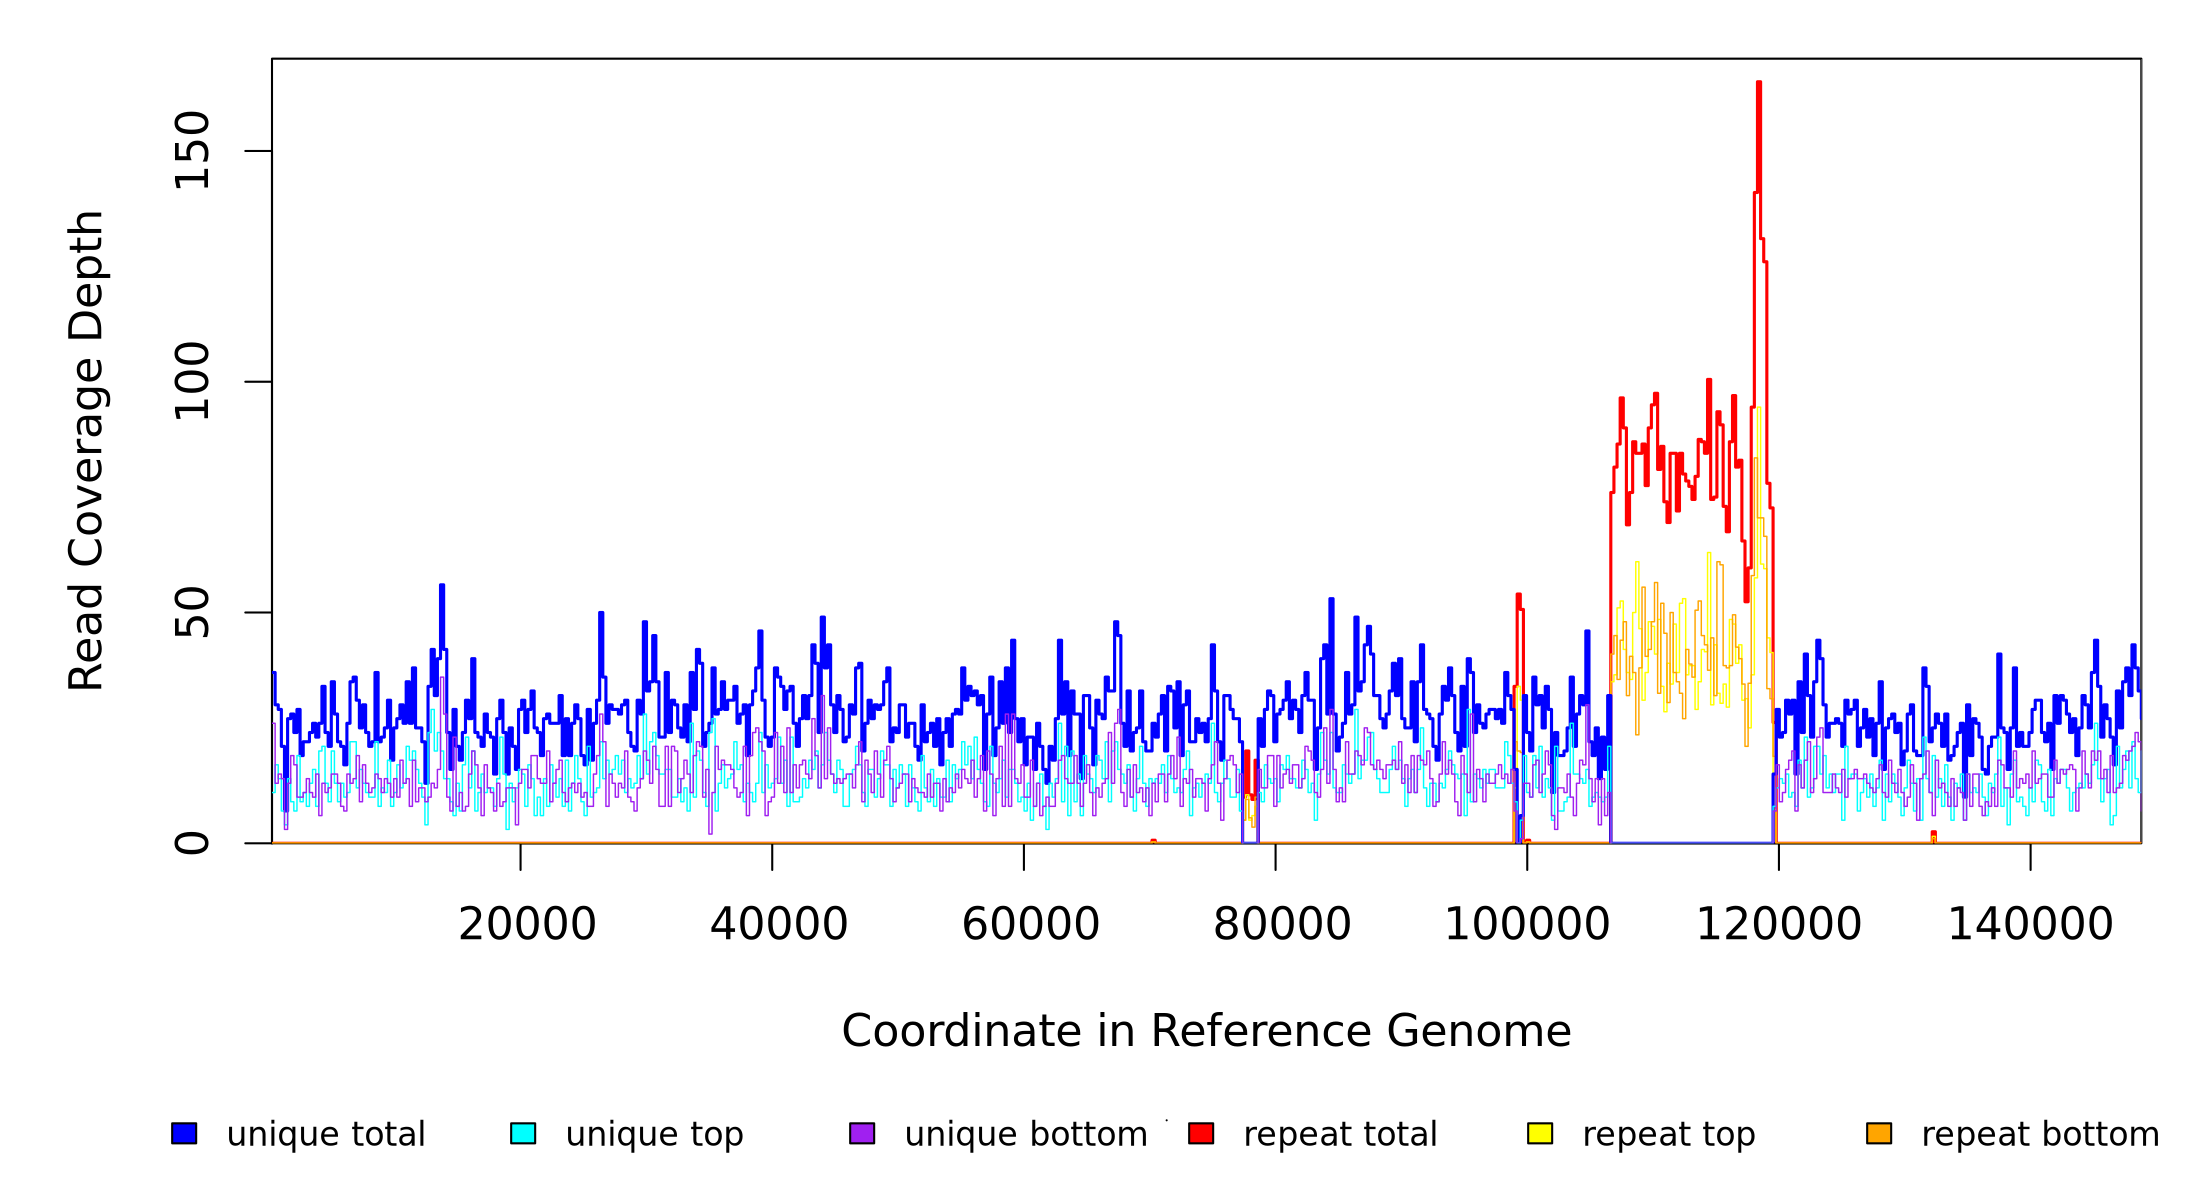 Read Coverage Depth
150
100
50
0
20000 40000 60000 80000 100000 120000 140000
Coordinate in Reference Genome
unique total unique top unique bottom repeat total repeat top repeat bottom